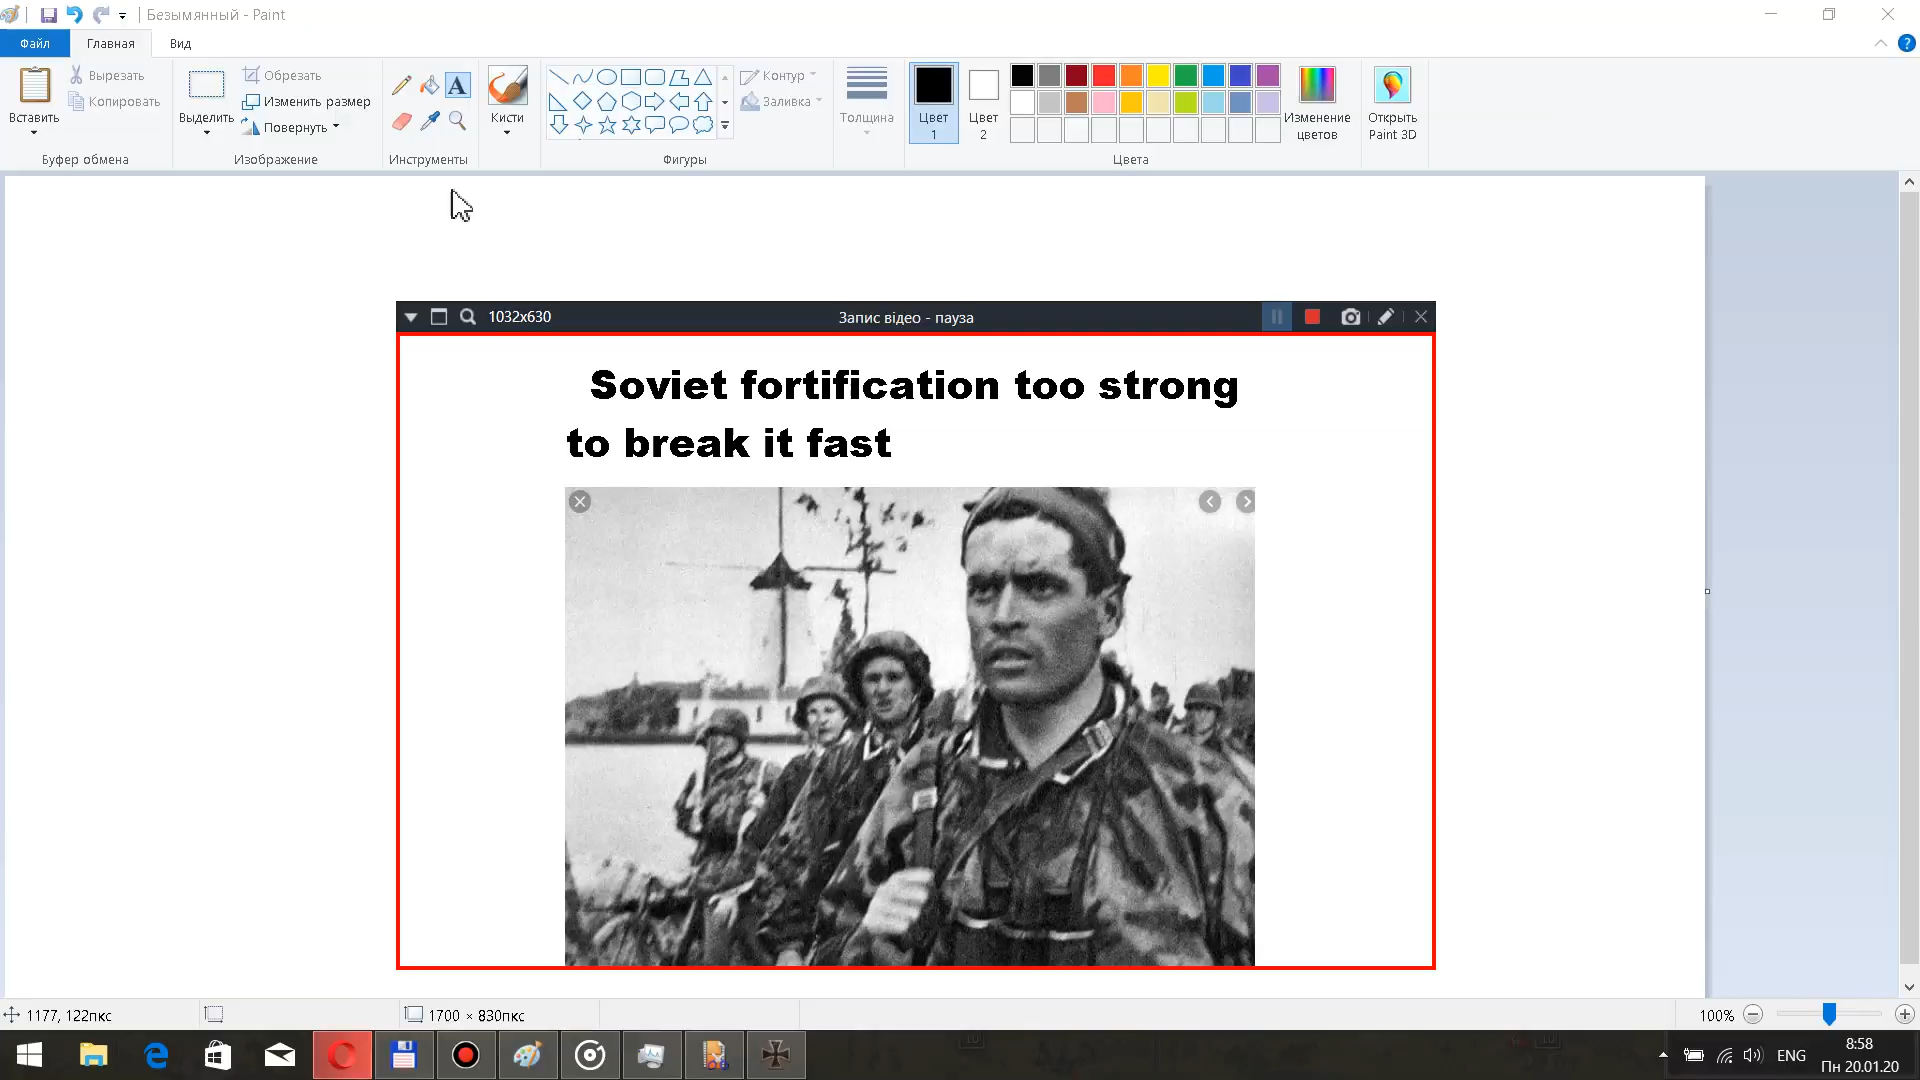 Безымянный - Paint
Файл
Главная
Вид
Вставить
Вырезать
Копировать
Буфер обмена
Выделить
Обрезать
Изменить размер
Повернуть
Изображение
A
Инструменты
Кисти
Контур
Заливка
Фигуры
Толщина
Цвет
1
Цвет
2
Изменение
цветов
Цвета
Открыть
Paint 3D
1032x630
Запис відео - пауза
Soviet fortification too strong
to break it fast
1177, 122пкс
1700 × 830пкс
100%
ENG
8:58
Пн 20.01.20